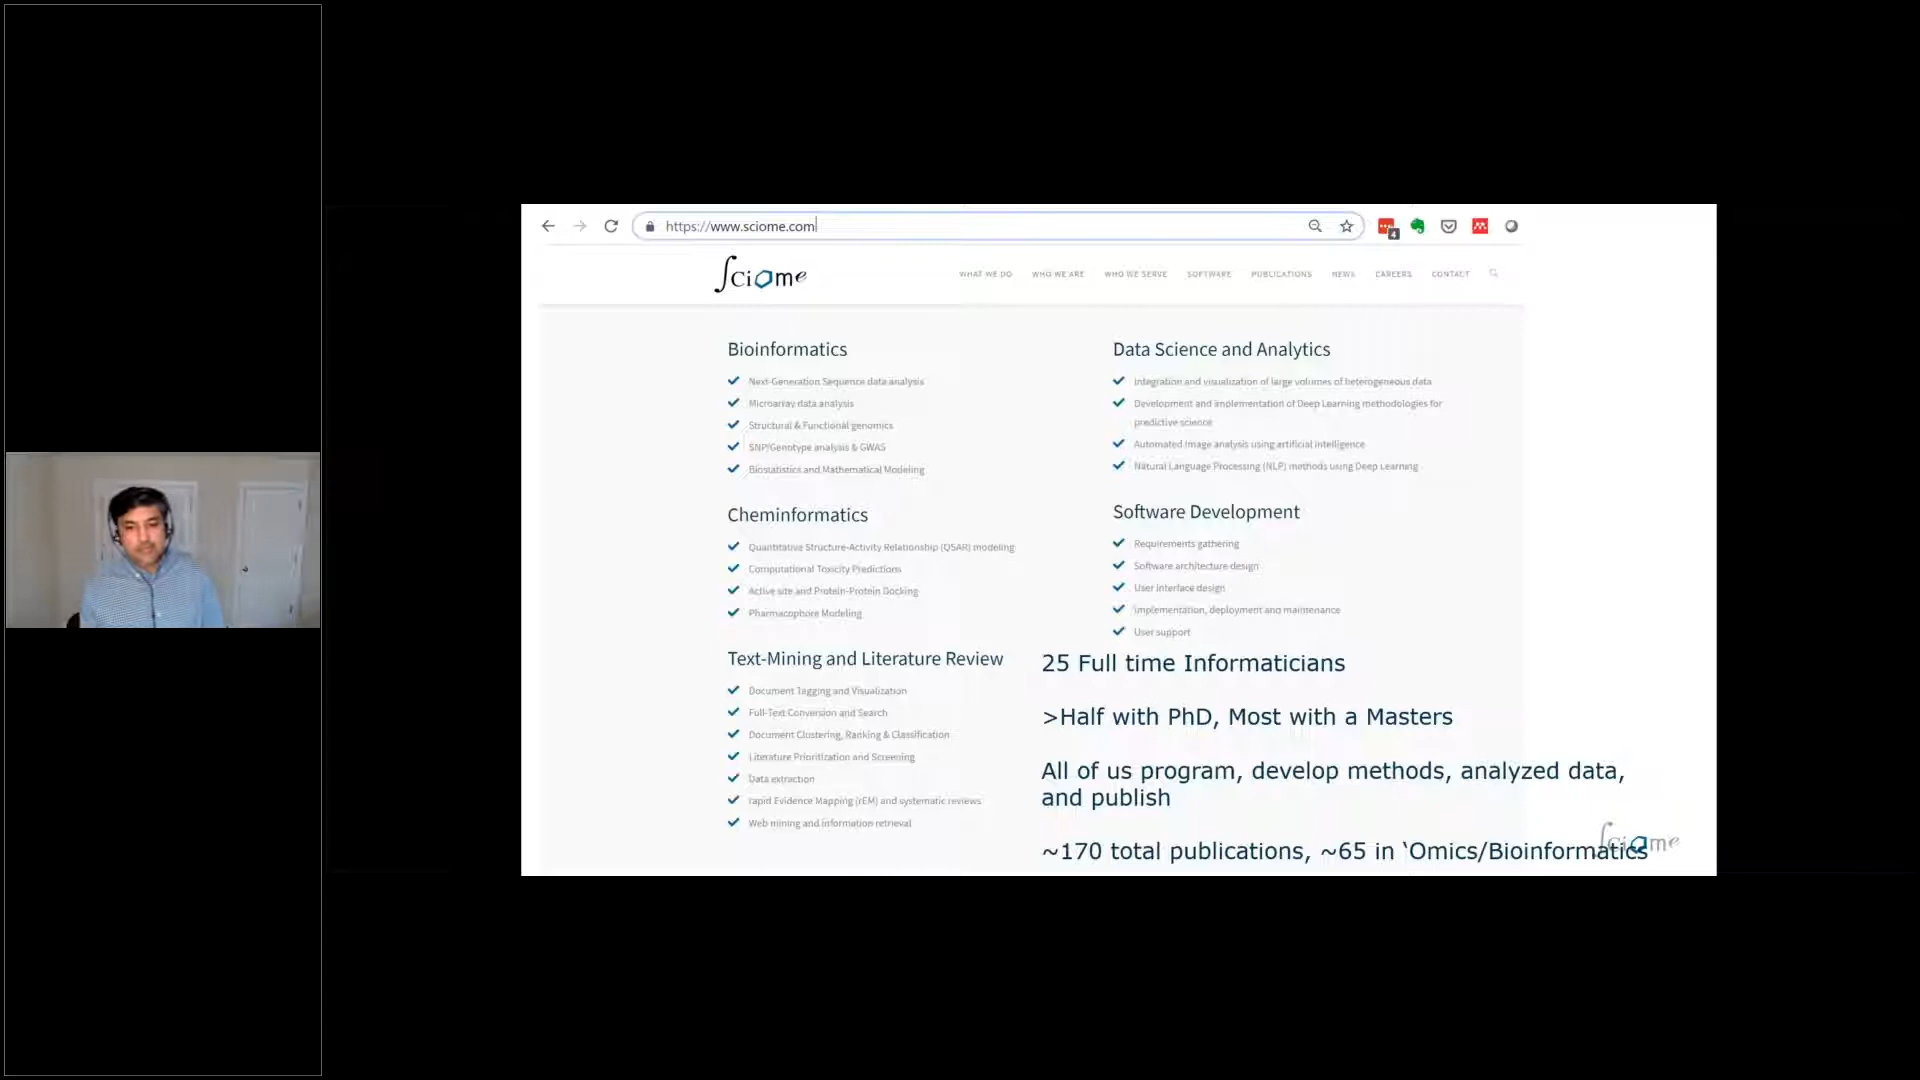 https://www.sciome.com
4
Sciome
WHAT WE DO
WHO WE ARE
WHO WE SERVE
SOFTWARE
PUBLICATIONS
NEWS
CAREERS
CONTACT
Bioinformatics
Next-Generation Sequence data analysis
Microarray data analysis
Structural & Functional genomics
SNP/Genotype analysis & GWAS
Biostatistics and Mathematical Modeling
Cheminformatics
Quantitative Structure-Activity Relationship (QSAR) modeling
Computational Toxicity Predictions
Active site and Protein-Protein Docking
Pharmacophore Modeling
Text-Mining and Literature Review
Document Tagging and Visualization
Full-Text Conversion and Search
Document Clustering, Ranking & Classification
Literature Prioritization and Screening
Data extraction
rapid Evidence Mapping (rEM) and systematic reviews
Web mining and information retrieval
Data Science and Analytics
Integration and visualization of large volumes of heterogeneous data
Development and implementation of Deep Learning methodologies for
predictive science
Automated image analysis using artificial intelligence
Natural Language Processing (NLP) methods using Deep Learning
Software Development
Requirements gathering
Software architecture design
User interface design
Implementation, deployment and maintenance
User support
25 Full time Informaticians
>Half with PhD, Most with a Masters
All of us program, develop methods, analyzed data,
and publish
~170 total publications, ~65 in ‘Omics/Bioinformatics
Sciome